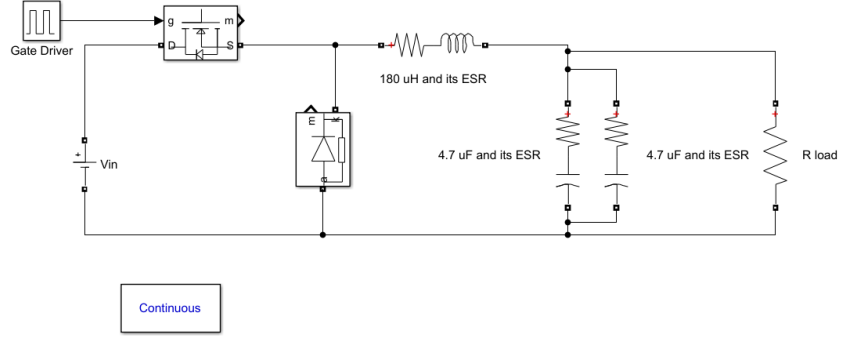 g
m
Gate Driver
D
S
180 uH and its ESR
m
k
a
+
Vin
4.7 uF and its ESR
4.7 uF and its ESR
R load
Continuous